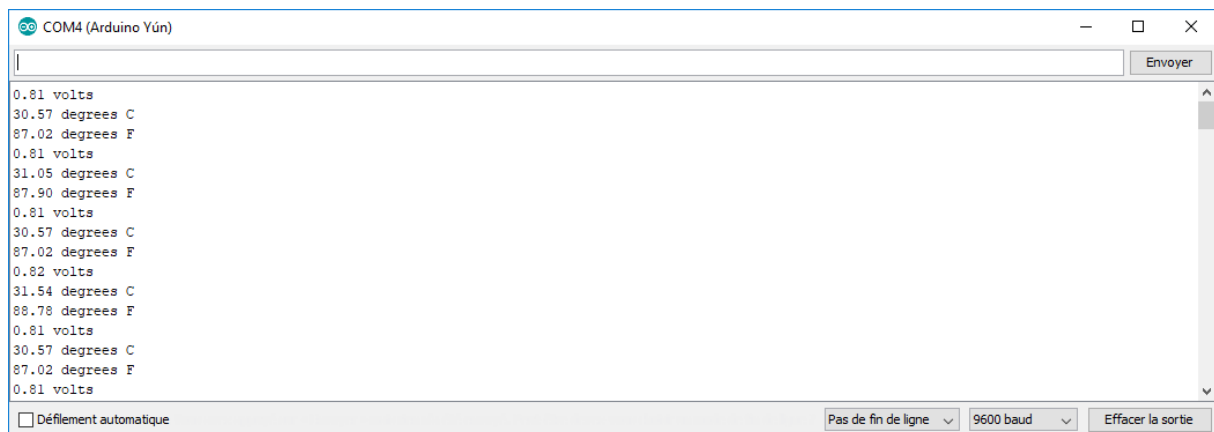 COM4 (Arduino Yún)
Envoyer
0.81 volts
30.57 degrees C
87.02 degrees F
0.81 volts
31.05 degrees C
87.90 degrees F
0.81 volts
30.57 degrees C
87.02 degrees F
0.82 volts
31.54 degrees C
88.78 degrees F
0.81 volts
30.57 degrees C
87.02 degrees F
0.81 volts
Défilement automatique
Pas de fin de ligne
9600 baud
Effacer la sortie